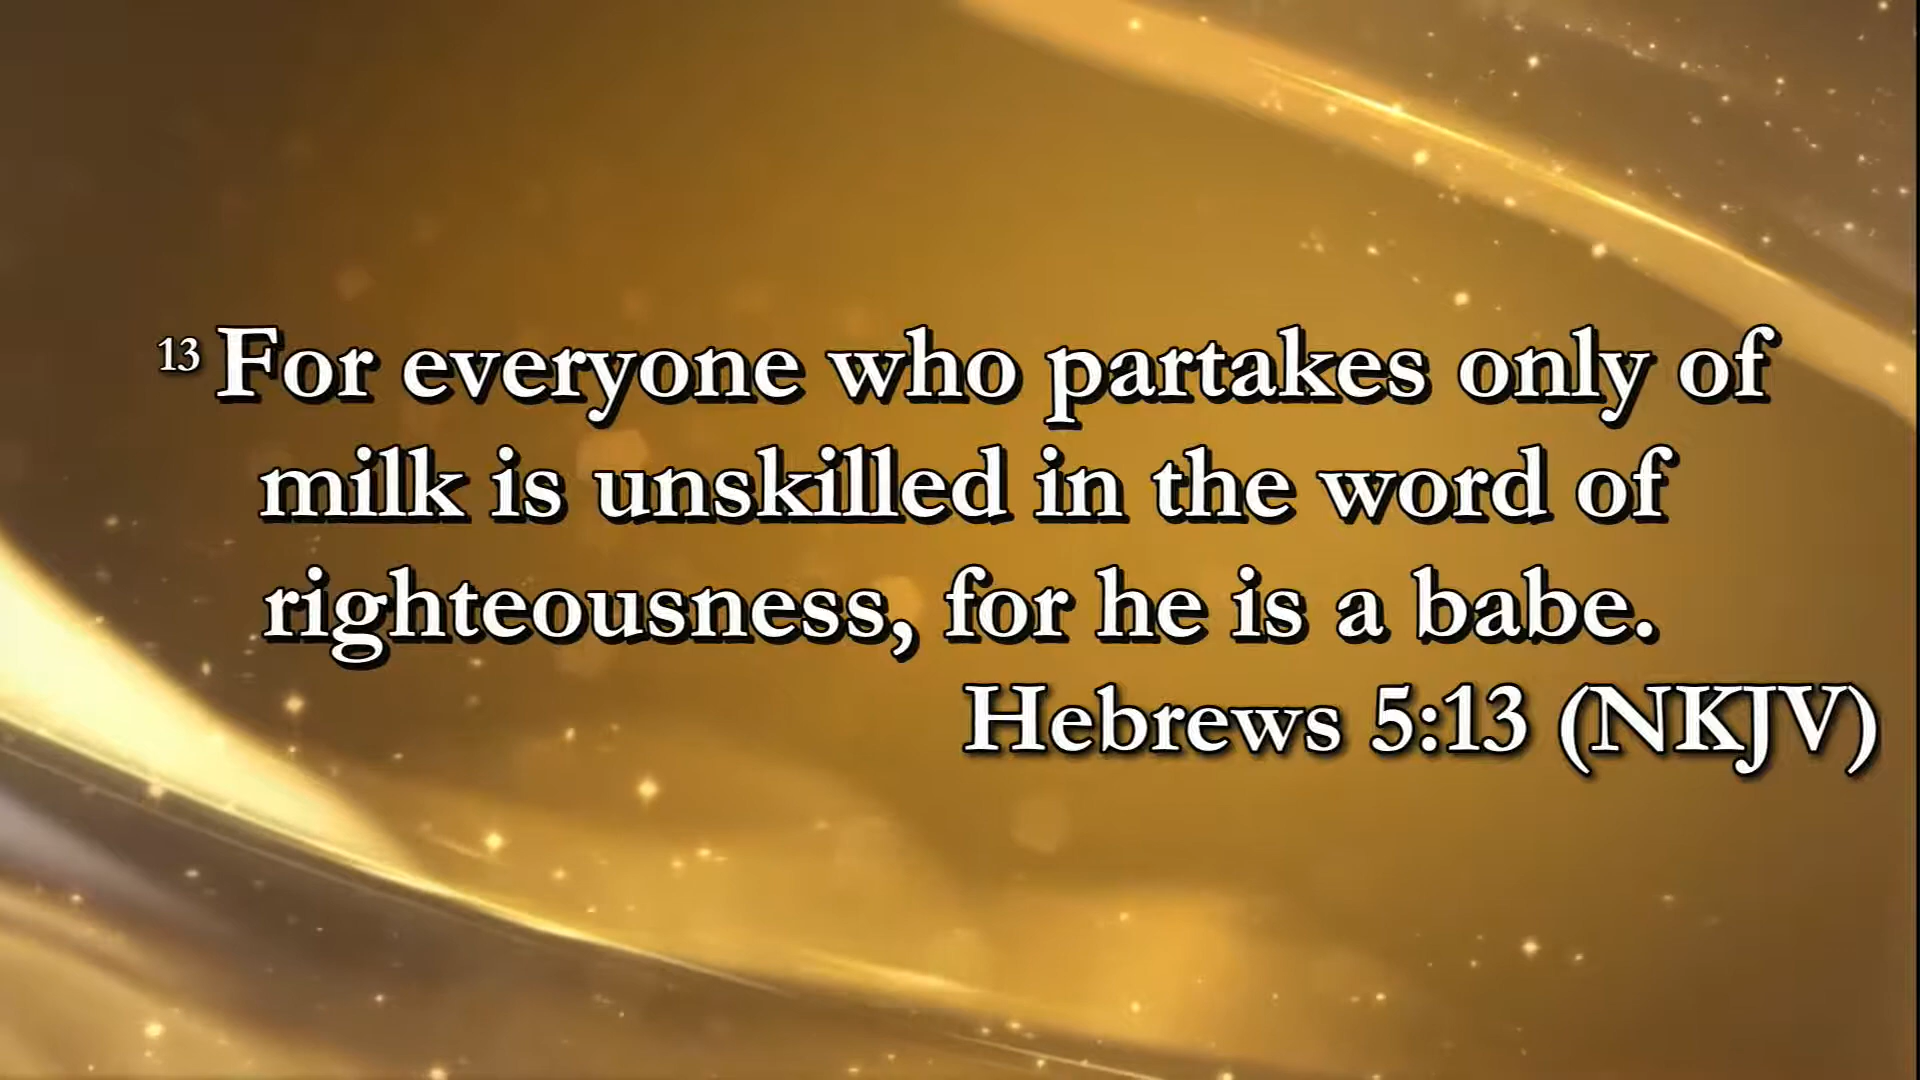 13 For everyone who partakes only of
milk is unskilled in the word of
righteousness, for he is a babe.
Hebrews 5:13 (NKJV)